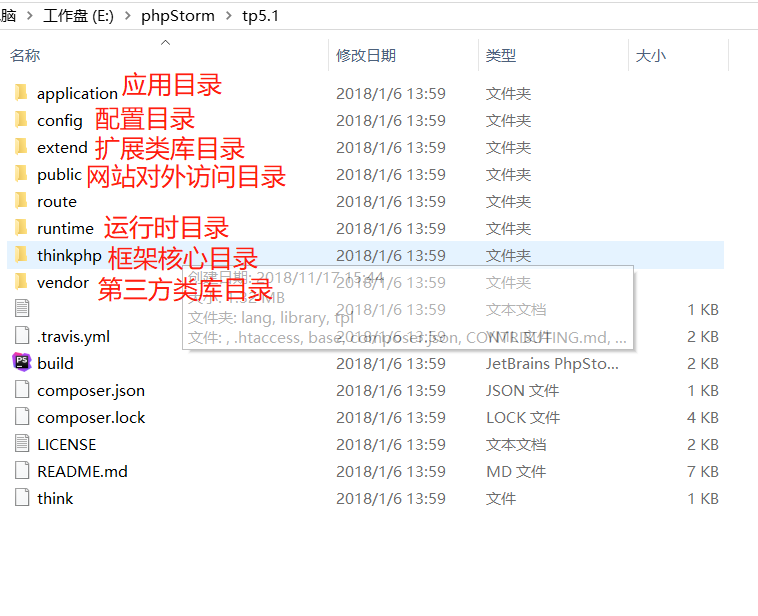 脑 > 工作盘 (E:) > phpStorm > tp5.1
名称 修改日期 类型 大小
application 应用目录 2018/1/6 13:59 文件夹
config 配置目录 2018/1/6 13:59 文件夹
extend 扩展类库目录 2018/1/6 13:59 文件夹
public 网站对外访问目录 2018/1/6 13:59 文件夹
route 2018/1/6 13:59 文件夹
runtime 运行时目录 2018/1/6 13:59 文件夹
thinkphp 框架核心目录 2018/1/6 13:59 文件夹
创建日期: 2018/11/17 15:44
vendor 第三方类库目录 2018/1/6 13:59 文件夹
大小: 1.32 MB
2018/1/6 13:59 文本文档 1 KB
文件夹: lang, library, tpl
.travis.yml 2018/1/6 13:59 YML 文件 2 KB
文件: , .htaccess, base, composer.json, CONTRIBUTING.md, ...
build 2018/1/6 13:59 JetBrains PhpSto... 2 KB
composer.json 2018/1/6 13:59 JSON 文件 1 KB
composer.lock 2018/1/6 13:59 LOCK 文件 4 KB
LICENSE 2018/1/6 13:59 文本文档 2 KB
README.md 2018/1/6 13:59 MD 文件 7 KB
think 2018/1/6 13:59 文件 1 KB